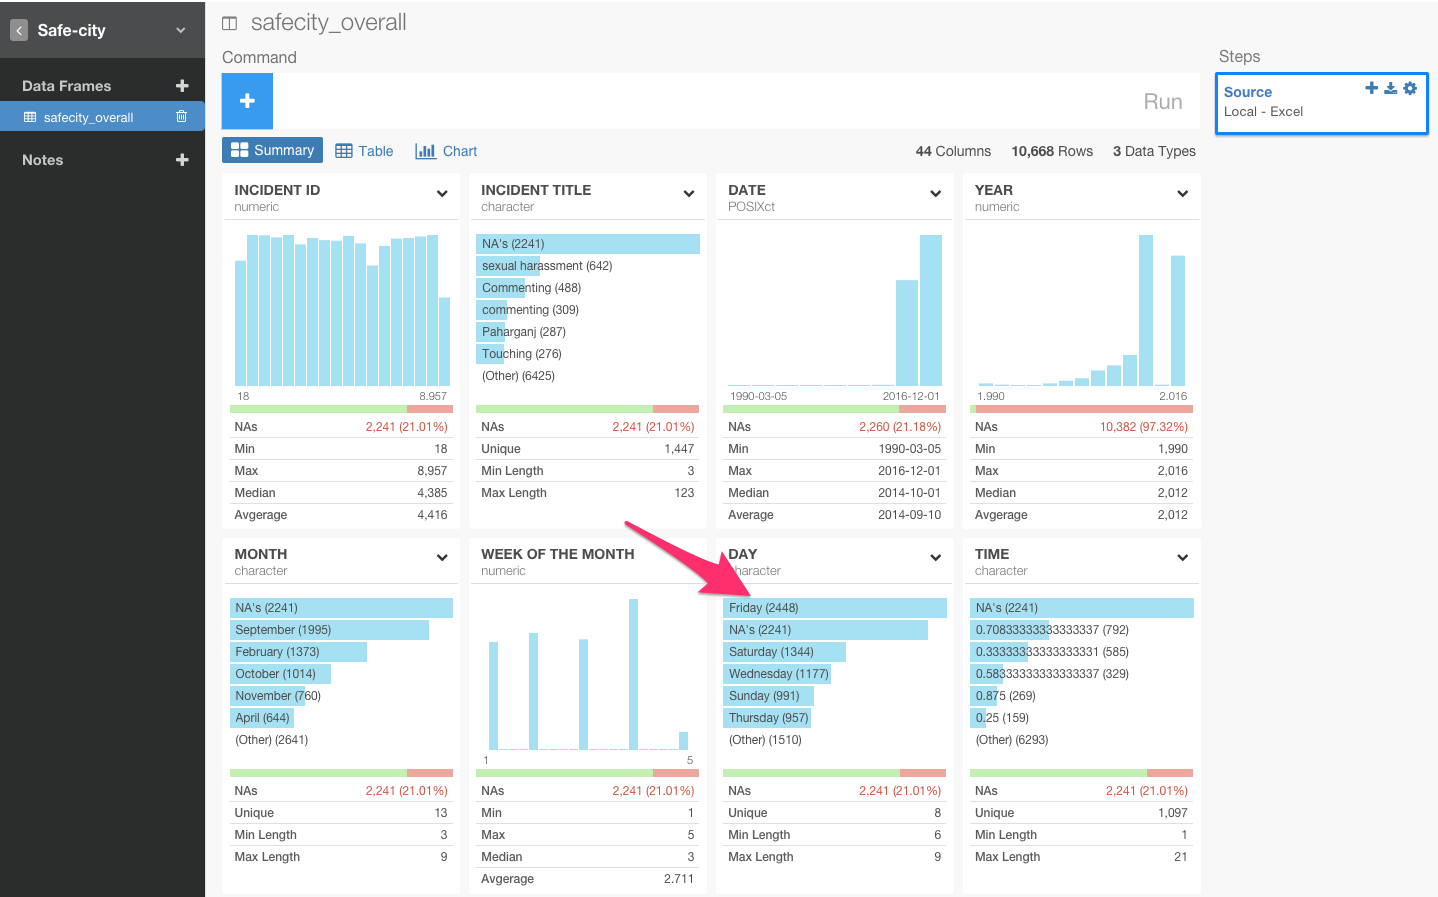 Safe-city
Data Frames
safecity_overall
Notes
safecity_overall
Command
Run
Steps
Source
Local - Excel
Summary
Table
Chart
44 Columns 10,668 Rows 3 Data Types
INCIDENT ID
numeric
18 8.957
NAs 2,241 (21.01%)
Min 18
Max 8,957
Median 4,385
Avgerage 4,416
INCIDENT TITLE
character
NA's (2241)
sexual harassment (642)
Commenting (488)
commenting (309)
Paharganj (287)
Touching (276)
(Other) (6425)
NAs 2,241 (21.01%)
Unique 1,447
Min Length 3
Max Length 123
DATE
POSIXct
1990-03-05 2016-12-01
NAs 2,260 (21.18%)
Min 1990-03-05
Max 2016-12-01
Median 2014-10-01
Average 2014-09-10
YEAR
numeric
1.990 2.016
NAs 10,382 (97.32%)
Min 1,990
Max 2,016
Median 2,012
Avgerage 2,012
MONTH
character
NA's (2241)
September (1995)
February (1373)
October (1014)
November (760)
April (644)
(Other) (2641)
NAs 2,241 (21.01%)
Unique 13
Min Length 3
Max Length 9
WEEK OF THE MONTH
numeric
1 5
NAs 2,241 (21.01%)
Min 1
Max 5
Median 3
Avgerage 2.711
DAY
character
Friday (2448)
NA's (2241)
Saturday (1344)
Wednesday (1177)
Sunday (991)
Thursday (957)
(Other) (1510)
NAs 2,241 (21.01%)
Unique 8
Min Length 6
Max Length 9
TIME
character
NA's (2241)
0.70833333333333337 (792)
0.33333333333333331 (585)
0.58333333333333337 (329)
0.875 (269)
0.25 (159)
(Other) (6293)
NAs 2,241 (21.01%)
Unique 1,097
Min Length 1
Max Length 21